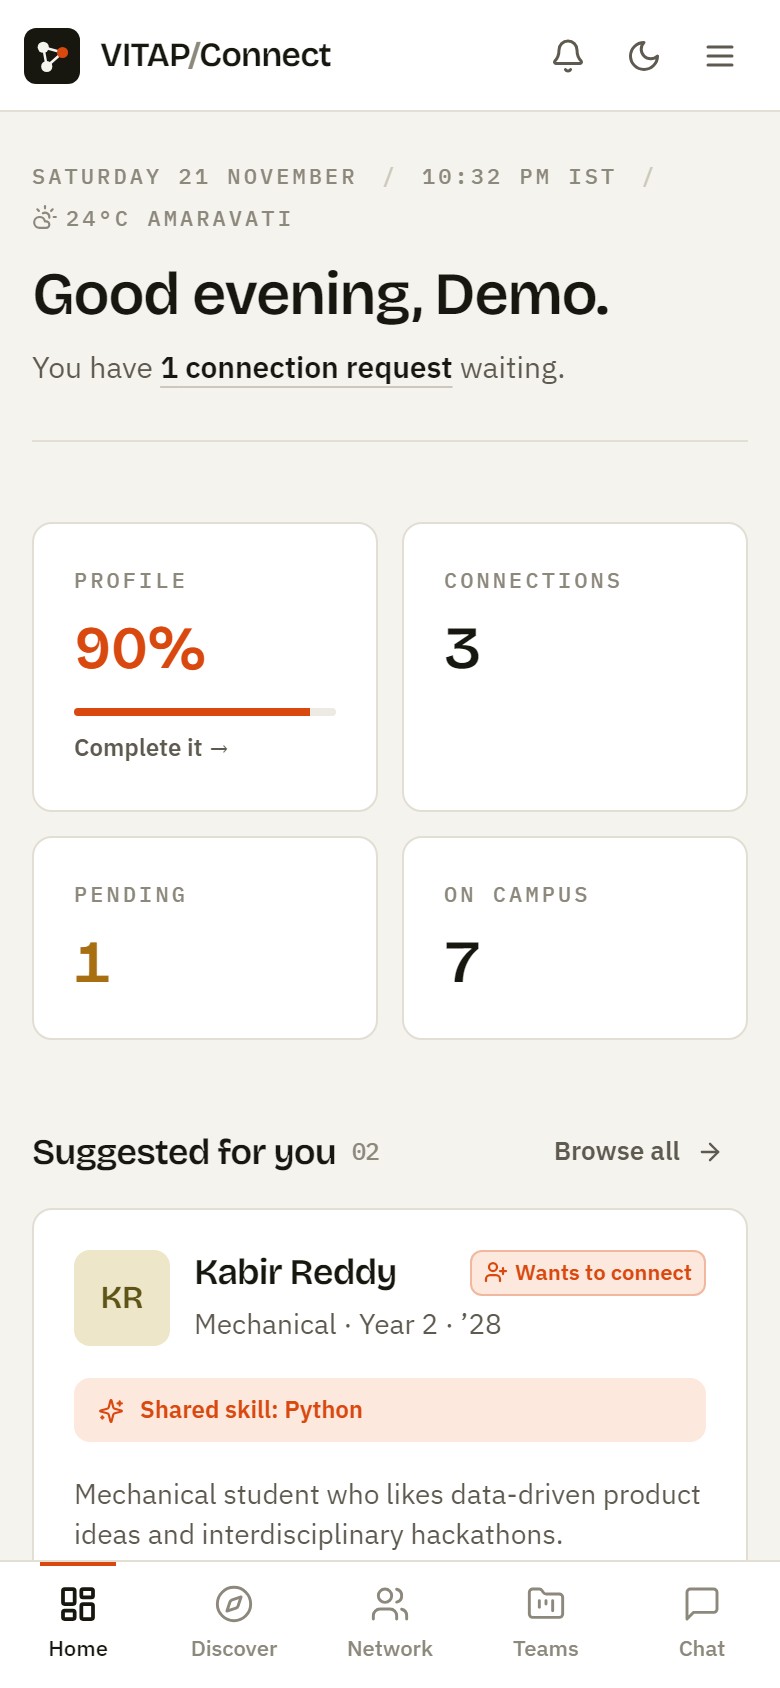 VITAP/Connect
SATURDAY 21 NOVEMBER / 10:32 PM IST /
24°C AMARAVATI
Good evening, Demo.
You have 1 connection request waiting.
PROFILE
90%
Complete it →
CONNECTIONS
3
PENDING
1
ON CAMPUS
7
Suggested for you 02
Browse all →
KR
Kabir Reddy
Wants to connect
Mechanical · Year 2 · ’28
Shared skill: Python
Mechanical student who likes data-driven product
ideas and interdisciplinary hackathons.
Home
Discover
Network
Teams
Chat